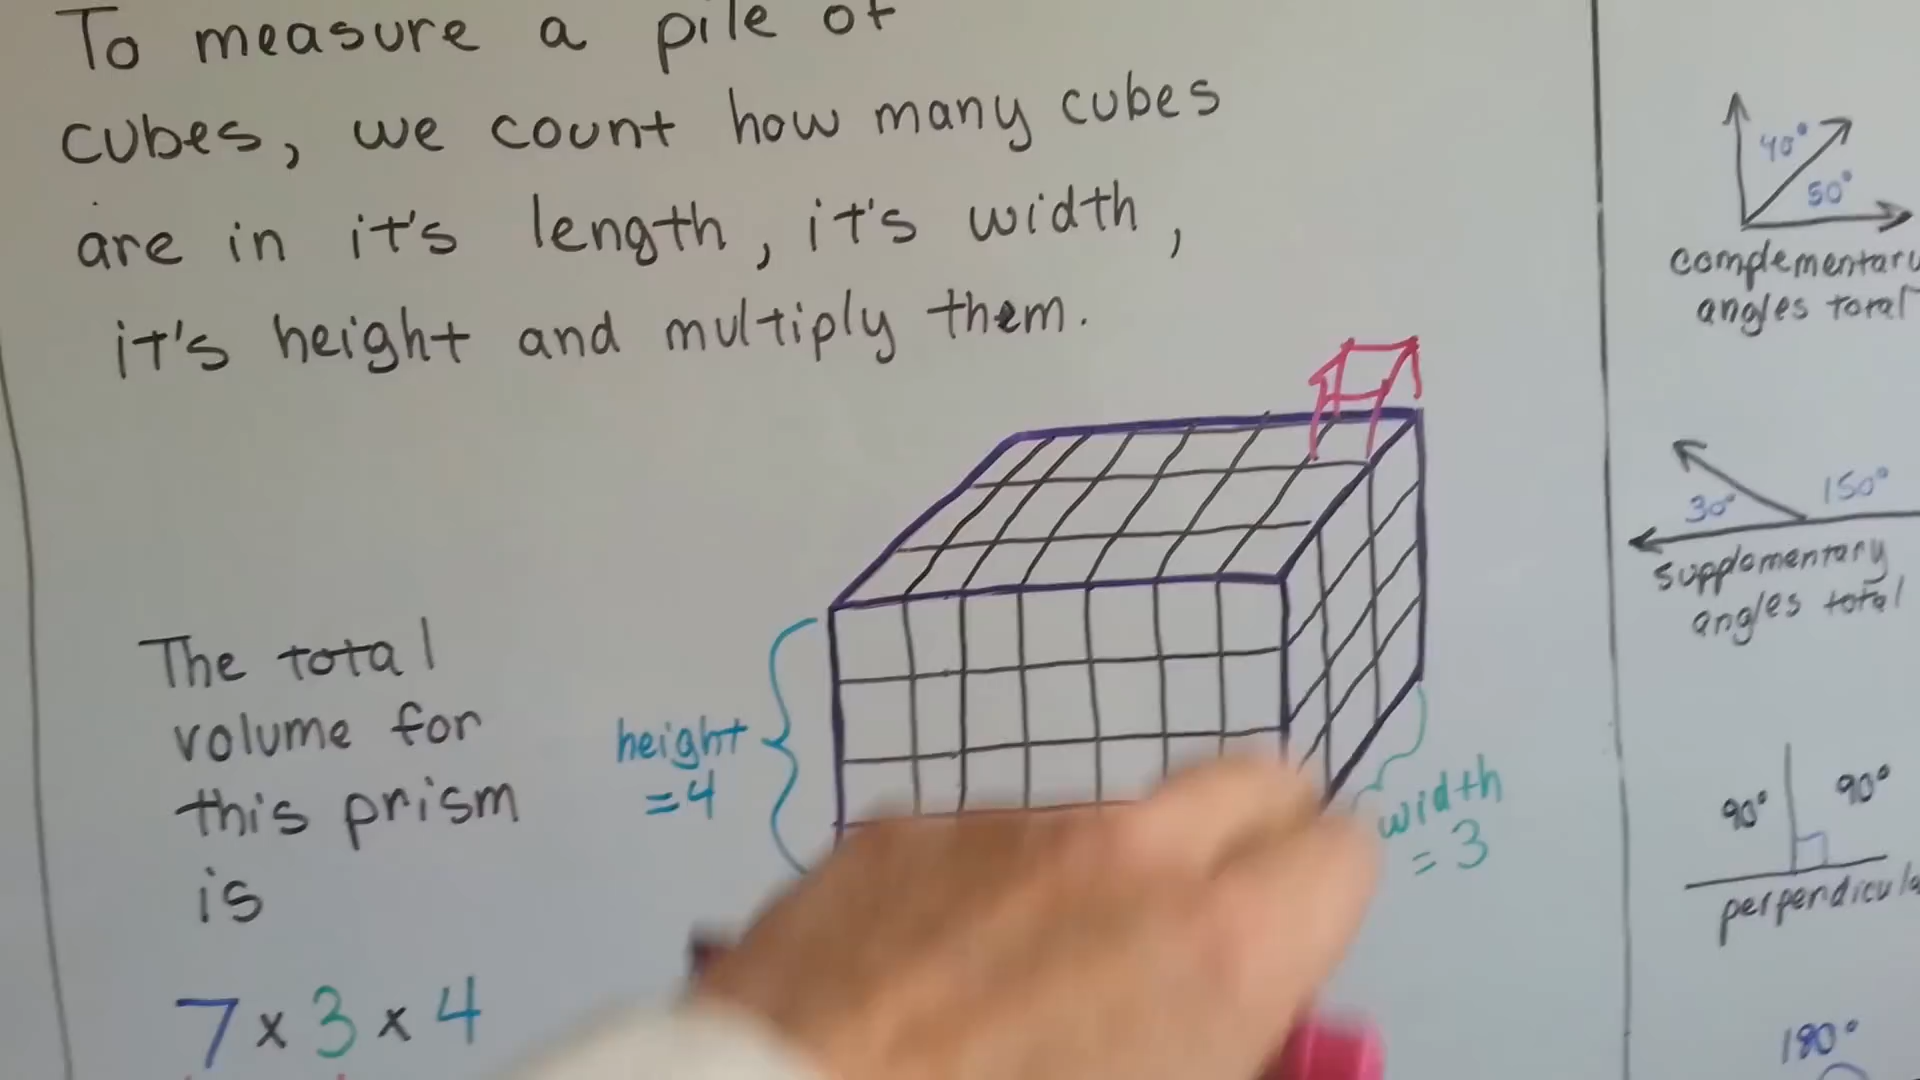 To measure a pile of
cubes, we count how many cubes
are in it's length, it's width,
it's height and multiply them.
The total
volume for
this prism
is
7 x 3 x 4
height
=4
width
= 3
40°
50°
complementary
angles total
30°
150°
supplomentary
angles total
90°
90°
perpendicula
180°